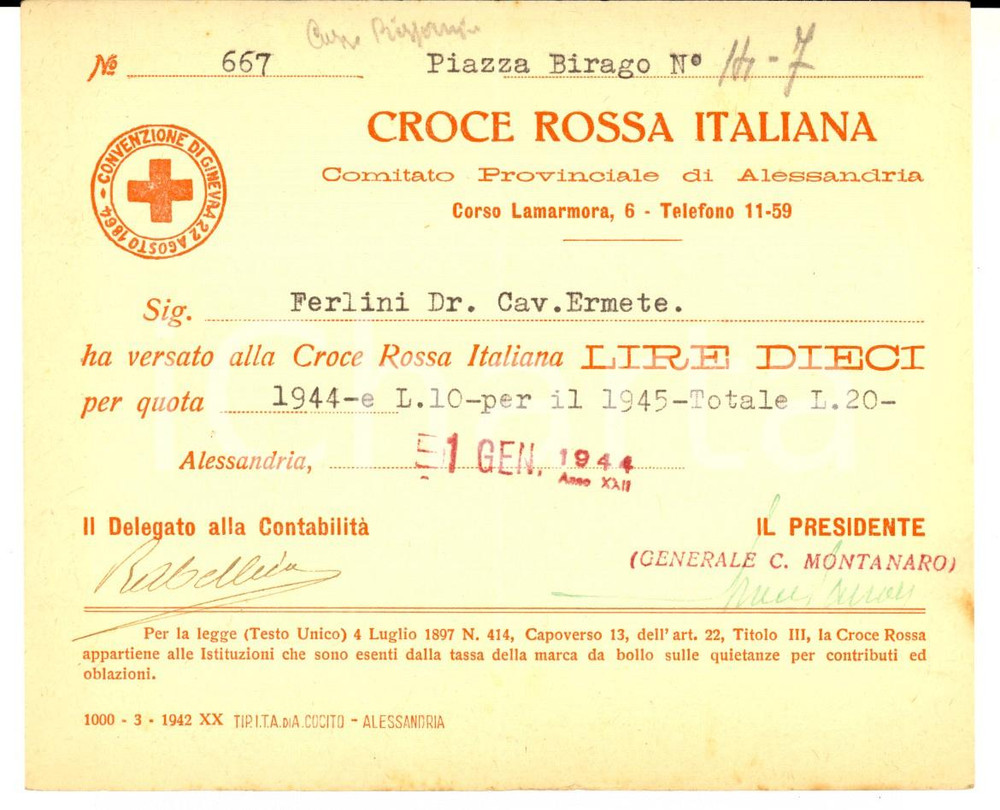 Nº 667 Piazza Birago Nº
CROCE ROSSA ITALIANA
Comitato Provinciale di Alessandria
Corso Lamarmora, 6 - Telefono 11-59
CONVENZIONE DI GINEVRA 22 AGOSTO 1864
Sig. Ferlini Dr. Cav.Ermete.
ha versato alla Croce Rossa Italiana LIRE DIECI
per quota 1944-e L.10-per il 1945-Totale L.20-
Alessandria, 31 GEN. 1944
Anno XXII
Il Delegato alla Contabilità IL PRESIDENTE
(GENERALE C. MONTANARO)
Per la legge (Testo Unico) 4 Luglio 1897 N. 414, Capoverso 13, dell'art. 22, Titolo III, la Croce Rossa
appartiene alle Istituzioni che sono esenti dalla tassa della marca da bollo sulle quietanze per contributi ed
oblazioni.
1000 - 3 - 1942 XX TIP. I.T.A. DI A. COCITO - ALESSANDRIA